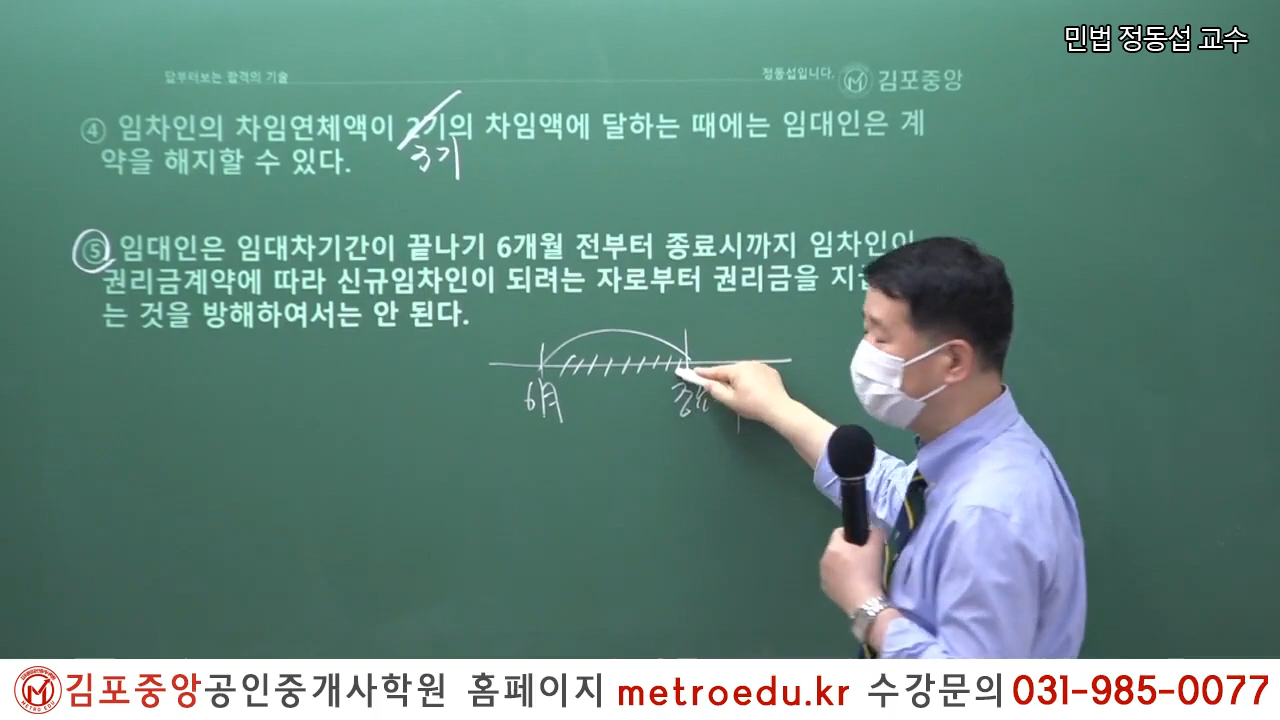 민법 정동섭 교수
답부터보는 합격의 기술
정동섭입니다. 김포중앙
④ 임차인의 차임연체액이 2기의 차임액에 달하는 때에는 임대인은 계
3기
약을 해지할 수 있다.
⑤ 임대인은 임대차기간이 끝나기 6개월 전부터 종료시까지 임차인이
권리금계약에 따라 신규임차인이 되려는 자로부터 권리금을 지급
는 것을 방해하여서는 안 된다.
6月 종료
김포중앙공인중개사학원 홈페이지 metroedu.kr 수강문의 031-985-0077